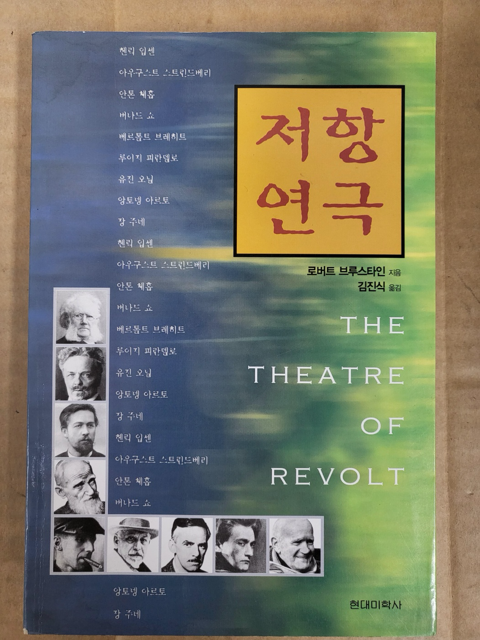 헨릭 입센
아우구스트 스트린드베리
안톤 체홉
버나드 쇼
베르톨트 브레히트
루이기 피란델로
유진 오닐
앙토넹 아르토
장 주네
헨릭 입센
아우구스트 스트린드베리
안톤 체홉
버나드 쇼
베르톨트 브레히트
루이기 피란델로
유진 오닐
앙토넹 아르토
장 주네
헨릭 입센
아우구스트 스트린드베리
안톤 체홉
버나드 쇼
앙토넹 아르토
장 주네
저항
연극
로버트 브루스타인 지음
김진식 옮김
THE
THEATRE
OF
REVOLT
현대미학사